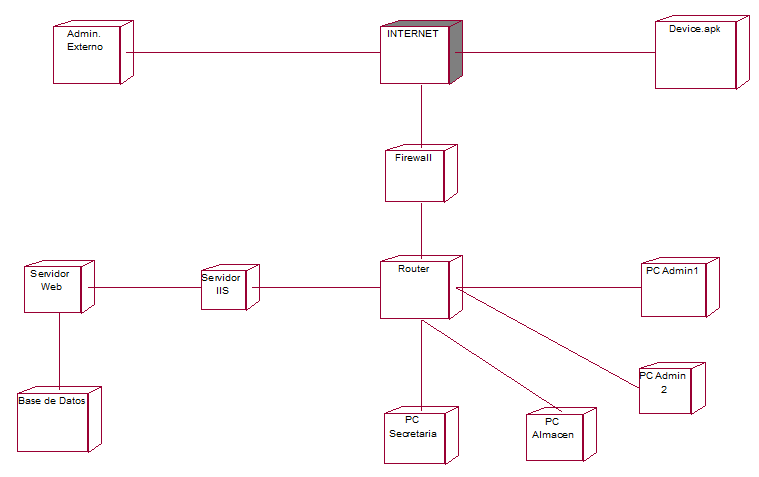 Admin.
Externo
INTERNET
Device.apk
Firewall
Servidor
Web
Servidor
IIS
Router
PC Admin1
PC Admin
2
Base de Datos
PC
Secretaria
PC
Almacen